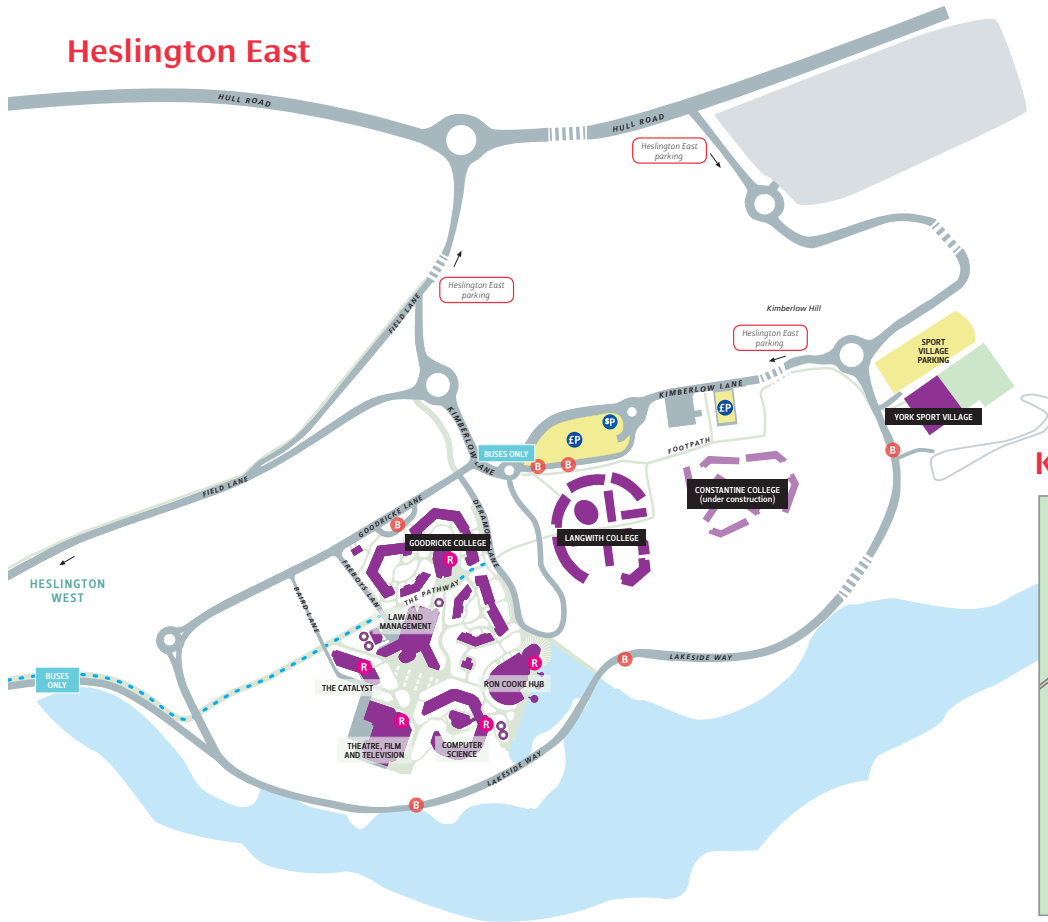 Heslington East
HULL ROAD
HULL ROAD
Heslington East
parking
Heslington East
parking
FIELD LANE
Kimberlow Hill
Heslington East
parking
SPORT
VILLAGE
PARKING
YORK SPORT VILLAGE
KIMBERLOW LANE
£P
$P
£P
KIMBERLOW LANE
BUSES ONLY
B
B
B
FOOTPATH
FIELD LANE
GOODRICKE LANE
B
CONSTANTINE COLLEGE
(under construction)
LANGWITH COLLEGE
GOODRICKE COLLEGE
R
HESLINGTON
WEST
FREBOYS LANE
BAIRD LANE
THE PATHWAY
LAW AND
MANAGEMENT
BUSES
ONLY
THE CATALYST
R
RON COOKE HUB
R
B
LAKESIDE WAY
THEATRE, FILM
AND TELEVISION
R
COMPUTER
SCIENCE
R
LAKESIDE WAY
B